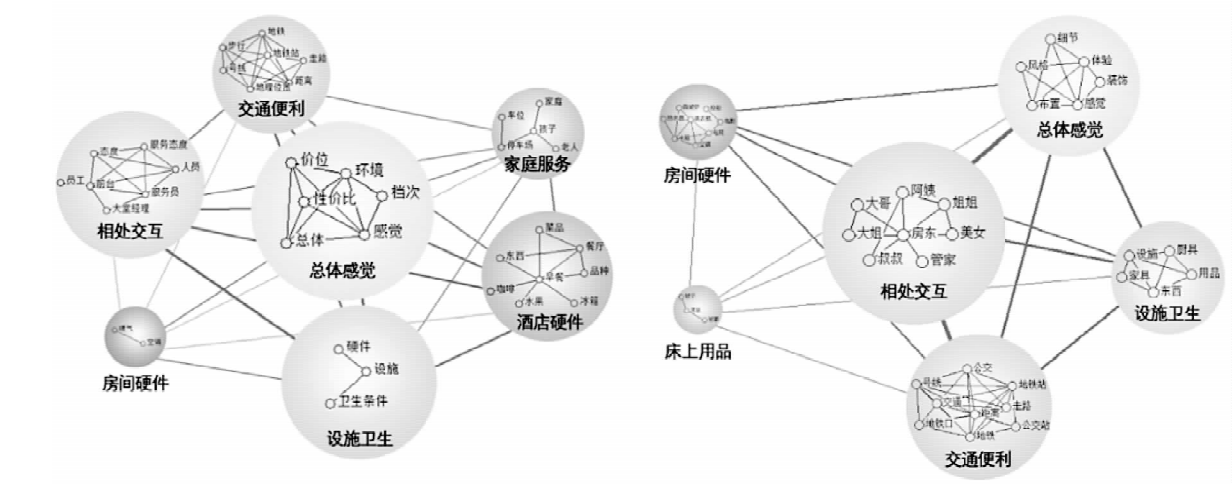 地铁
步行
地铁站
走路
号线
距离
地理位置
交通便利
态度
服务态度
人员
员工
前台
服务员
大堂经理
相处交互
价位
环境
性价比
档次
总体
感觉
总体感觉
家庭
车位
孩子
停车场
老人
家庭服务
菜品
餐厅
东西
早餐
品种
咖啡
水果
冰箱
酒店硬件
暖气
空调
房间硬件
硬件
设施
卫生条件
设施卫生
细节
风格
体验
装饰
布置
感觉
总体感觉
房间硬件
阿姨
大哥
姐姐
大姐
房东
美女
叔叔
管家
相处交互
设施
厨具
家具
用品
东西
设施卫生
床上用品
公交
号线
地铁站
交通
距离
走路
地铁口
地铁
公交站
交通便利